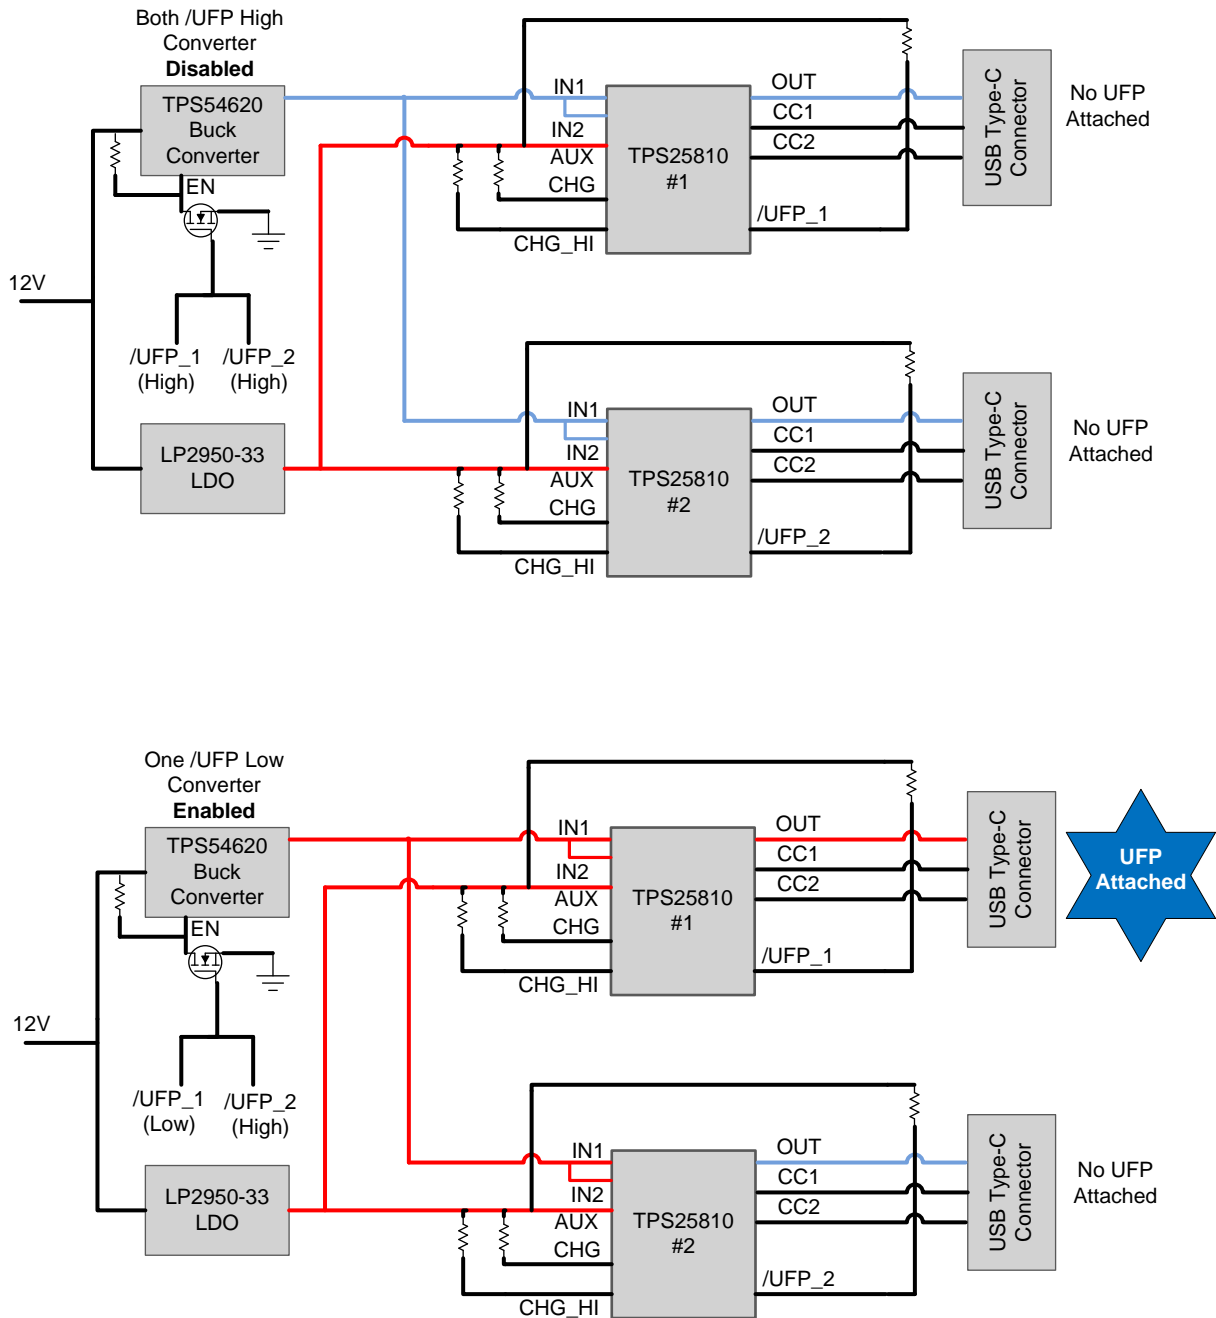 Both /UFP High
Converter
Disabled
TPS54620
Buck
Converter
EN
12V
/UFP_1
(High)
/UFP_2
(High)
LP2950-33
LDO
IN1
IN2
AUX
CHG
CHG_HI
TPS25810
#1
OUT
CC1
CC2
/UFP_1
USB Type-C
Connector
No UFP
Attached
IN1
IN2
AUX
CHG
CHG_HI
TPS25810
#2
OUT
CC1
CC2
/UFP_2
USB Type-C
Connector
No UFP
Attached
One /UFP Low
Converter
Enabled
TPS54620
Buck
Converter
EN
12V
/UFP_1
(Low)
/UFP_2
(High)
LP2950-33
LDO
IN1
IN2
AUX
CHG
CHG_HI
TPS25810
#1
OUT
CC1
CC2
/UFP_1
USB Type-C
Connector
UFP
Attached
IN1
IN2
AUX
CHG
CHG_HI
TPS25810
#2
OUT
CC1
CC2
/UFP_2
USB Type-C
Connector
No UFP
Attached